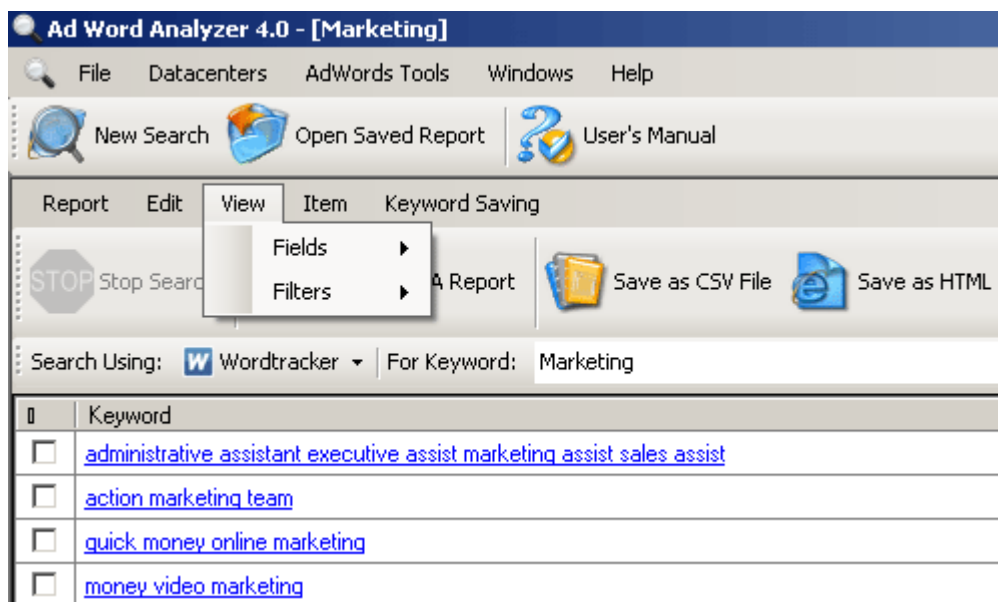 Ad Word Analyzer 4.0 - [Marketing]
File Datacenters AdWords Tools Windows Help
New Search Open Saved Report User's Manual
Report Edit View Item Keyword Saving
Fields
STOP Stop Searc A Report Save as CSV File Save as HTML
Filters
Search Using: W Wordtracker For Keyword: Marketing
Keyword
administrative assistant executive assist marketing assist sales assist
action marketing team
quick money online marketing
money video marketing